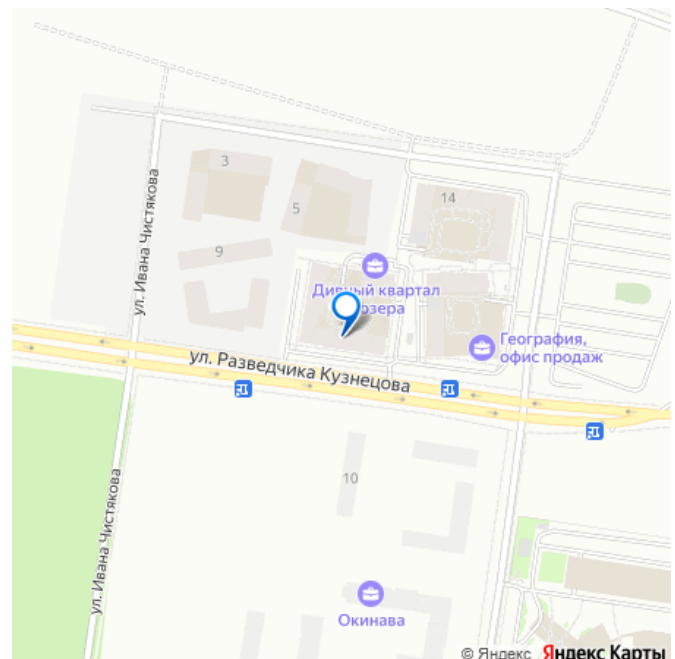 3
5
14
9
ул. Ивана Чистякова
Дивный квартал
География,
офис продаж
ул. Разведчика Кузнецова
10
ул. Ивана Чистякова
Окинава
© Яндекс Яндекс Карты